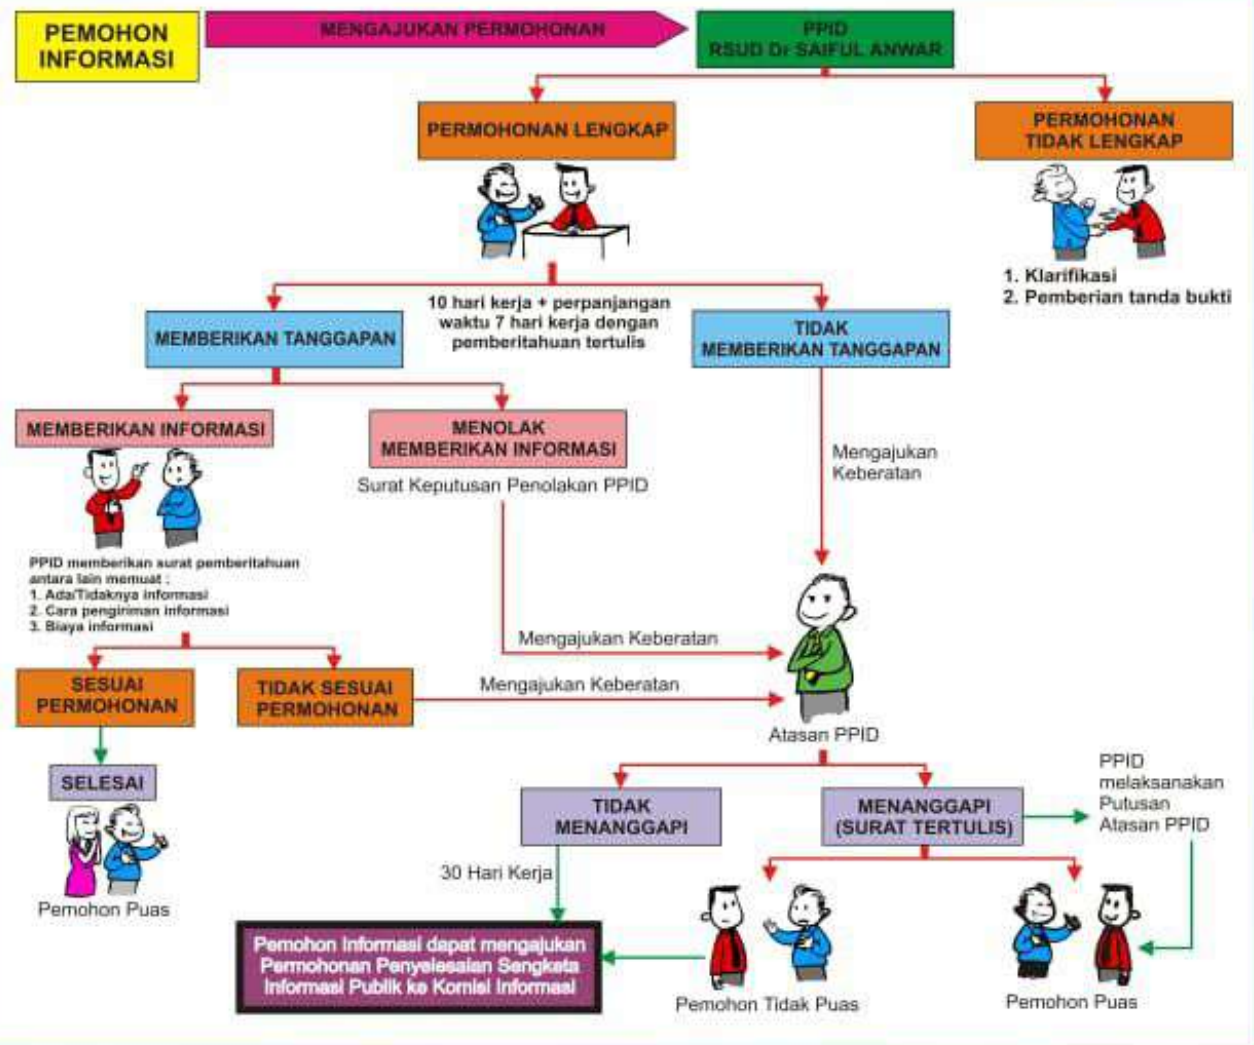 PEMOHON
INFORMASI
MENGAJUKAN PERMOHONAN
PPID
RSUD Dr SAIFUL ANWAR
PERMOHONAN LENGKAP
PERMOHONAN
TIDAK LENGKAP
1. Klarifikasi
2. Pemberian tanda bukti
10 hari kerja + perpanjangan
waktu 7 hari kerja dengan
pemberitahuan tertulis
MEMBERIKAN TANGGAPAN
TIDAK
MEMBERIKAN TANGGAPAN
MEMBERIKAN INFORMASI
MENOLAK
MEMBERIKAN INFORMASI
Surat Keputusan Penolakan PPID
Mengajukan
Keberatan
PPID memberikan surat pemberitahuan
antara lain memuat :
1. Ada/Tidaknya informasi
2. Cara pengiriman informasi
3. Biaya informasi
Mengajukan Keberatan
SESUAI
PERMOHONAN
TIDAK SESUAI
PERMOHONAN
Mengajukan Keberatan
Atasan PPID
SELESAI
Pemohon Puas
TIDAK
MENANGGAPI
MENANGGAPI
(SURAT TERTULIS)
PPID
melaksanakan
Putusan
Atasan PPID
30 Hari Kerja
Pemohon Informasi dapat mengajukan
Permohonan Penyelesaian Sengketa
Informasi Publik ke Komisi Informasi
Pemohon Tidak Puas
Pemohon Puas